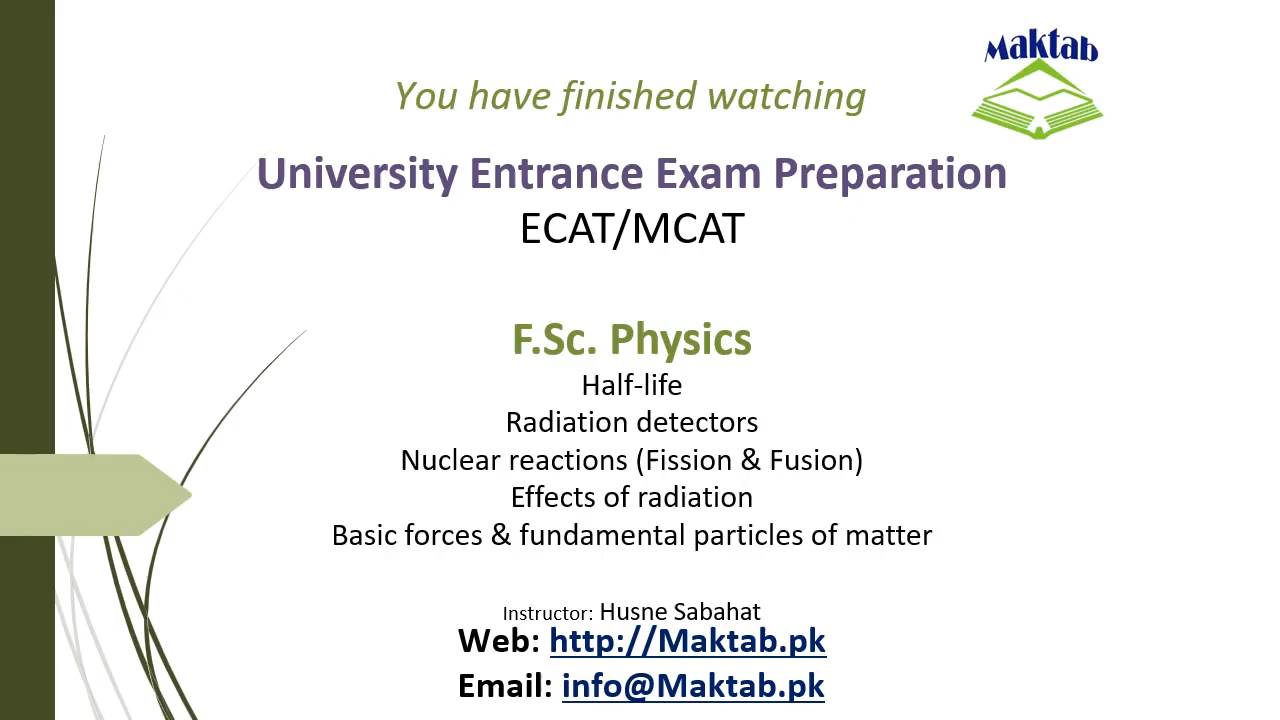 Maktab
You have finished watching
University Entrance Exam Preparation
ECAT/MCAT
F.Sc. Physics
Half-life
Radiation detectors
Nuclear reactions (Fission & Fusion)
Effects of radiation
Basic forces & fundamental particles of matter
Instructor: Husne Sabahat
Web: http://Maktab.pk
Email: info@Maktab.pk